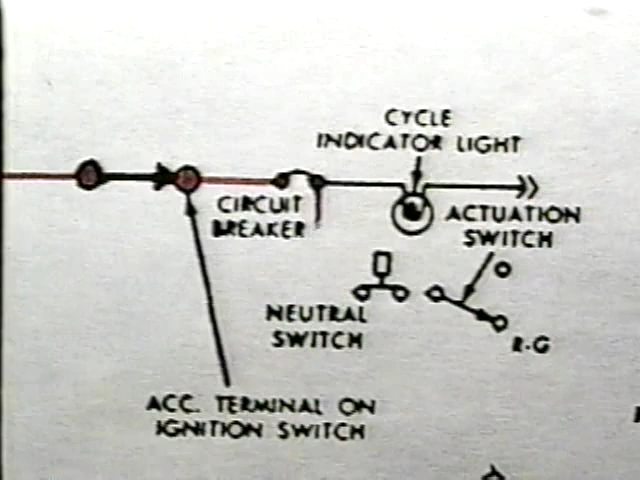 CYCLE
INDICATOR LIGHT
CIRCUIT
BREAKER
ACTUATION
SWITCH
NEUTRAL
SWITCH
R-G
ACC. TERMINAL ON
IGNITION SWITCH